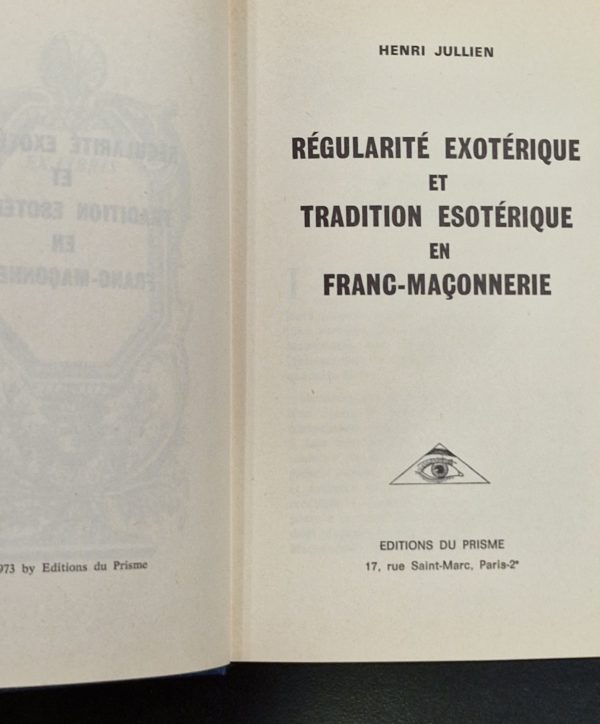 HENRI JULLIEN
RÉGULARITÉ EXOTÉRIQUE
ET
TRADITION ESOTÉRIQUE
EN
FRANC-MAÇONNERIE
EDITIONS DU PRISME
17, rue Saint-Marc, Paris-2e
973 by Editions du Prisme